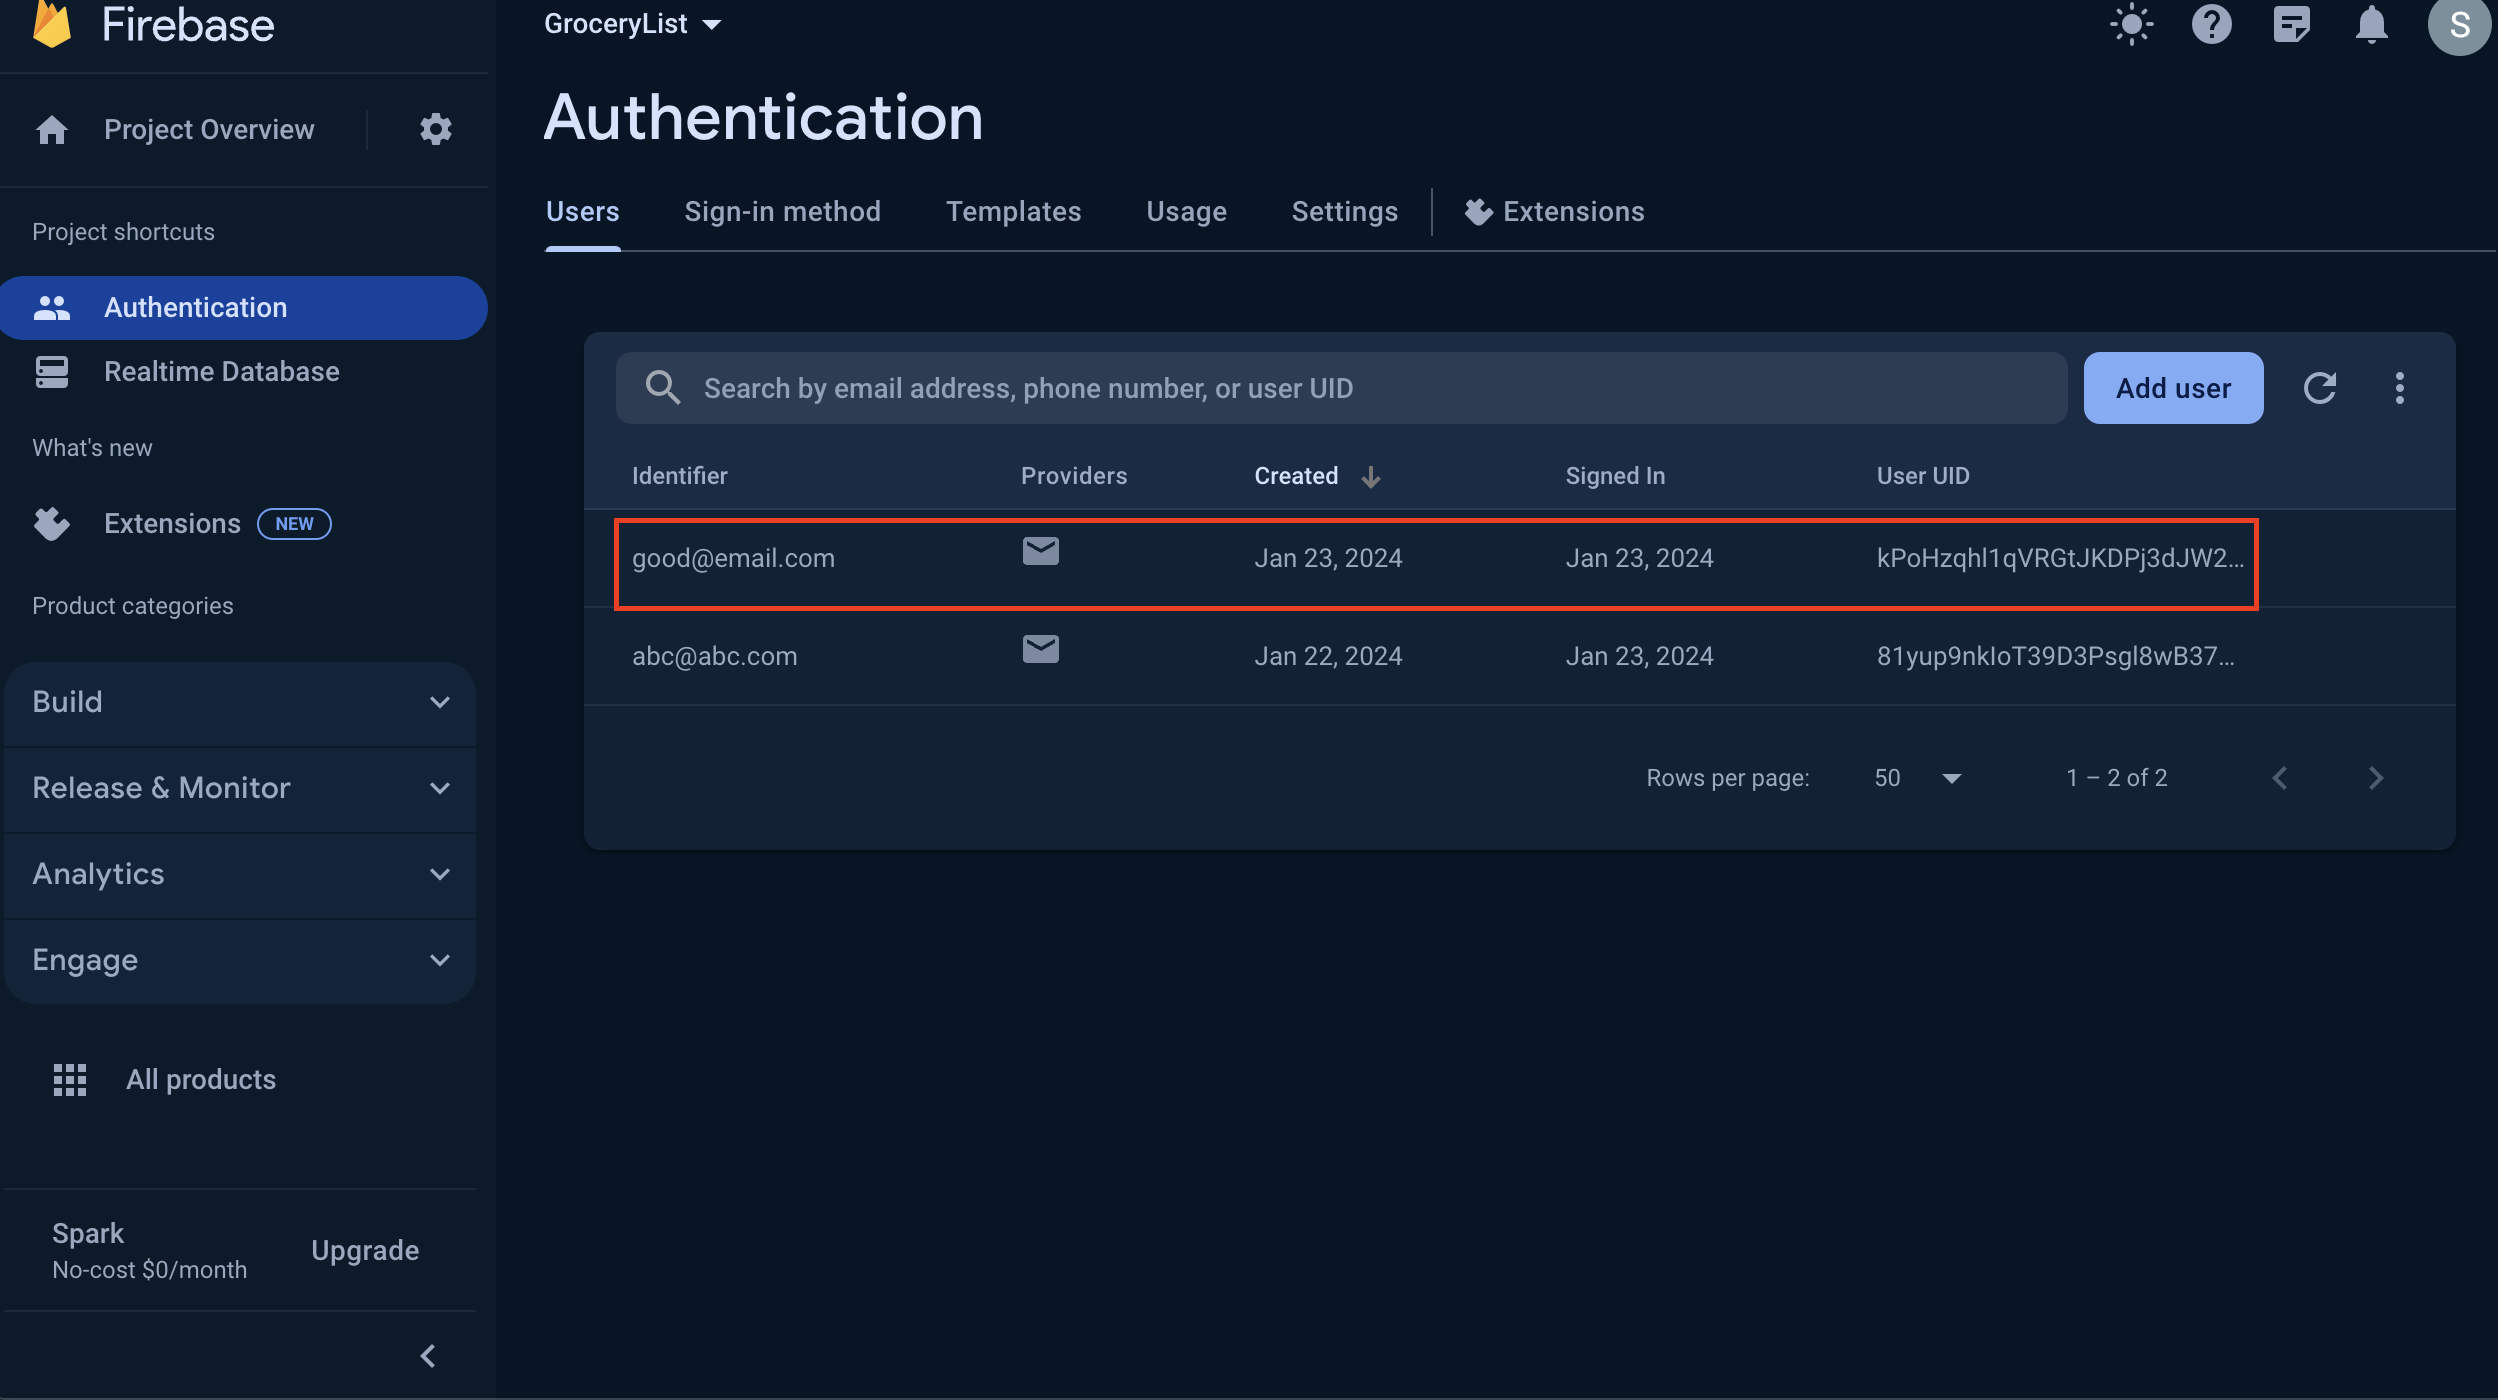 Firebase
GroceryList
S
Project Overview
Project shortcuts
Authentication
Realtime Database
What's new
Extensions NEW
Product categories
Build
Release & Monitor
Analytics
Engage
All products
Spark
No-cost $0/month
Upgrade
Authentication
Users Sign-in method Templates Usage Settings Extensions
Search by email address, phone number, or user UID
Add user
Identifier Providers Created Signed In User UID
good@email.com Jan 23, 2024 Jan 23, 2024 kPoHzqhl1qVRGtJKDPj3dJW2...
abc@abc.com Jan 22, 2024 Jan 23, 2024 81yup9nkIoT39D3Psgl8wB37...
Rows per page: 50 1 – 2 of 2